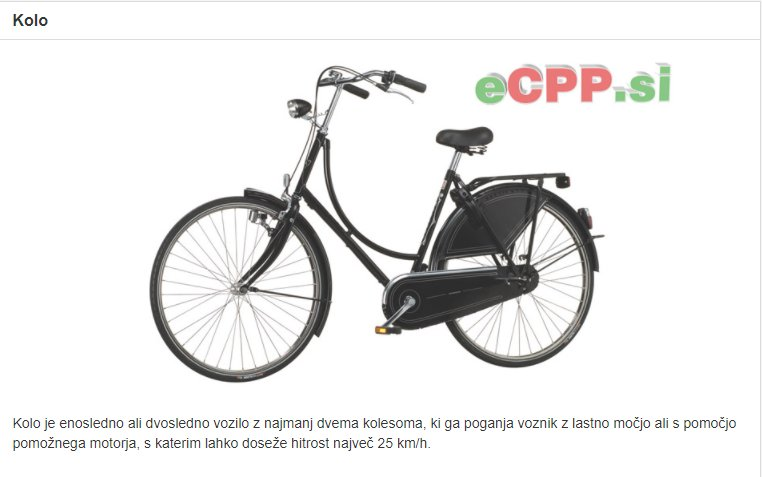 Kolo
eCPP.si
Kolo je enosledno ali dvosledno vozilo z najmanj dvema kolesoma, ki ga poganja voznik z lastno močjo ali s pomočjo
pomožnega motorja, s katerim lahko doseže hitrost največ 25 km/h.